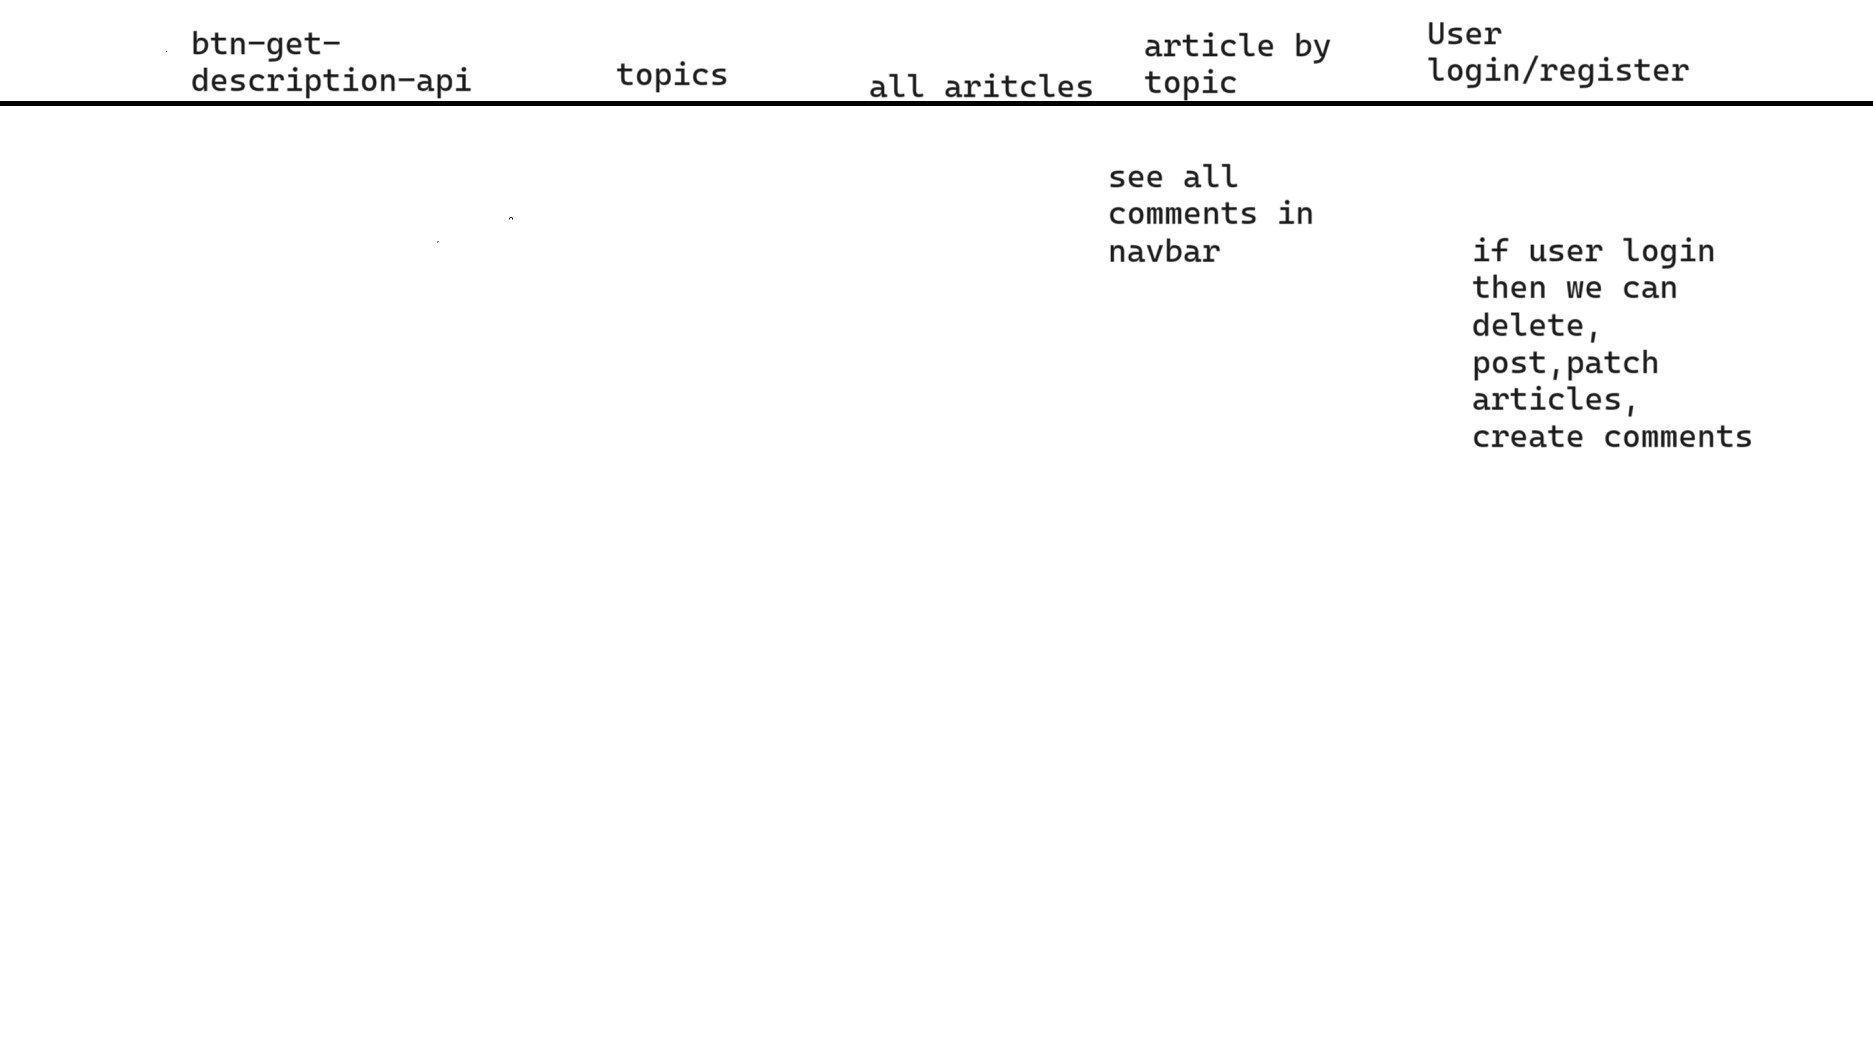 btn-get-
description-api
topics
all aritcles
article by
topic
User
login/register
see all
comments in
navbar
if user login
then we can
delete,
post,patch
articles,
create comments